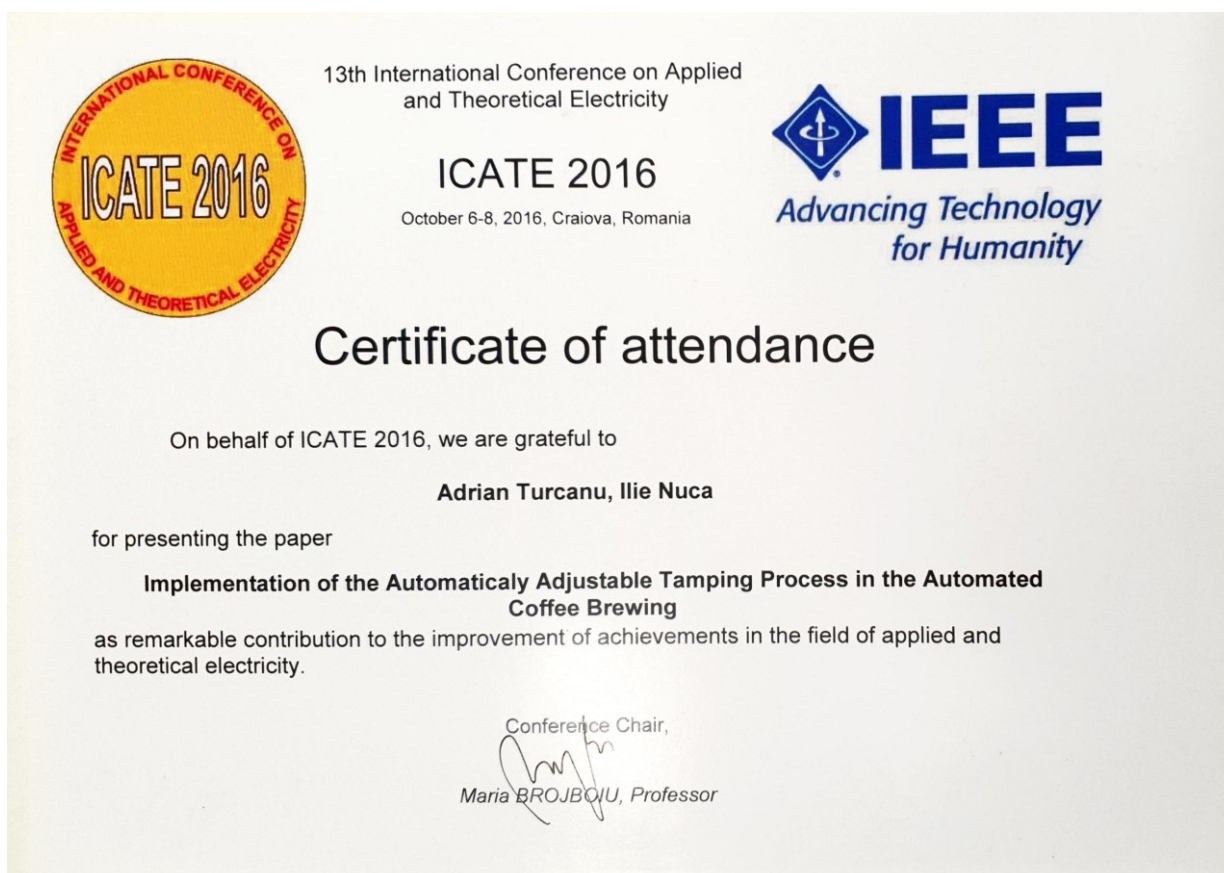 INTERNATIONAL CONFERENCE ON
ICATE 2016
APPLIED AND THEORETICAL ELECTRICITY
13th International Conference on Applied
and Theoretical Electricity
ICATE 2016
October 6-8, 2016, Craiova, Romania
IEEE
Advancing Technology
for Humanity
Certificate of attendance
On behalf of ICATE 2016, we are grateful to
Adrian Turcanu, Ilie Nuca
for presenting the paper
Implementation of the Automaticaly Adjustable Tamping Process in the Automated
Coffee Brewing
as remarkable contribution to the improvement of achievements in the field of applied and
theoretical electricity.
Conference Chair,
Maria BROJBOIU, Professor